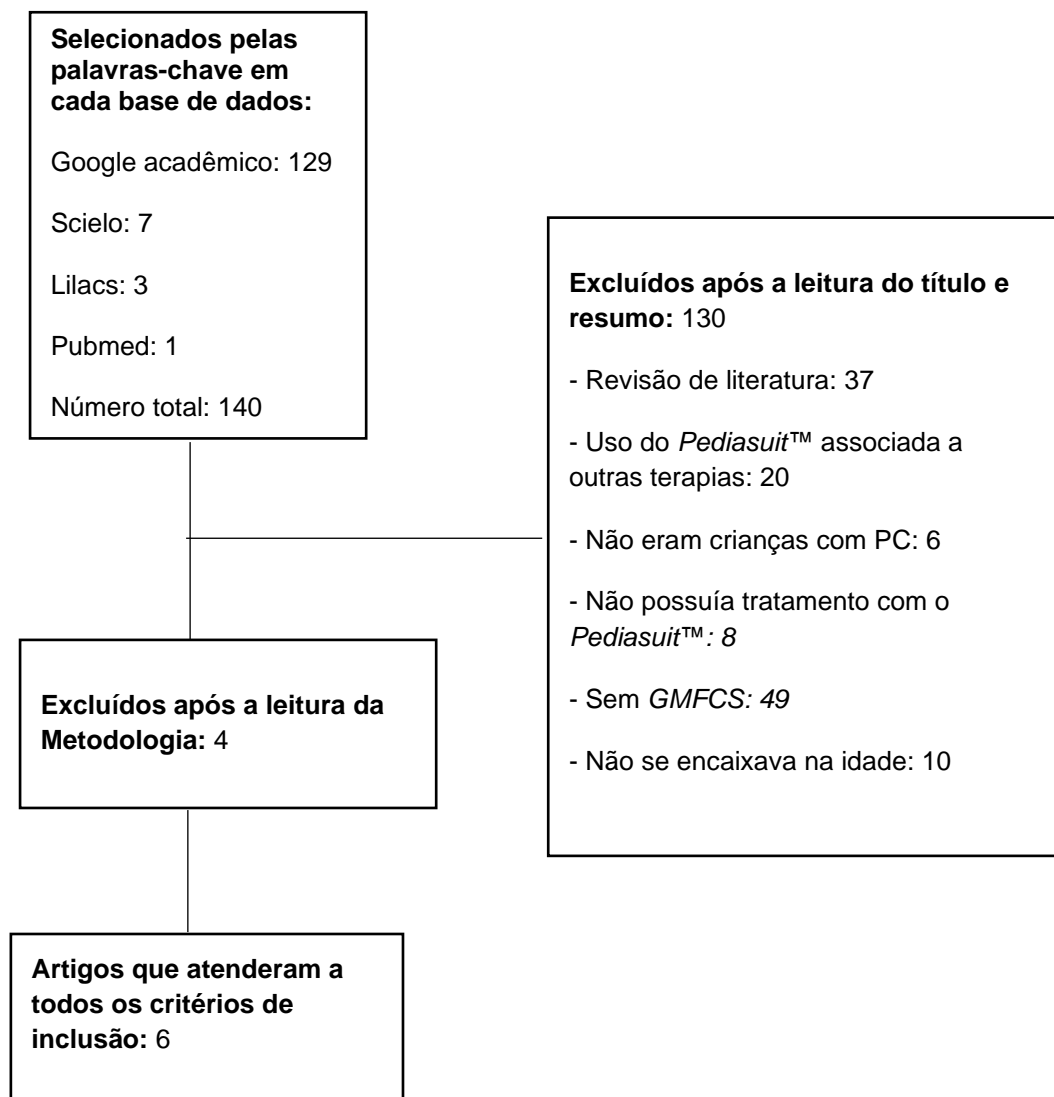 Selecionados pelas
palavras-chave em
cada base de dados:
Google acadêmico: 129
Scielo: 7
Lilacs: 3
Pubmed: 1
Número total: 140
Excluídos após a leitura do título e
resumo: 130
- Revisão de literatura: 37
- Uso do Pediasuit™ associada a
outras terapias: 20
- Não eram crianças com PC: 6
- Não possuía tratamento com o
Pediasuit™: 8
- Sem GMFCS: 49
- Não se encaixava na idade: 10
Excluídos após a leitura da
Metodologia: 4
Artigos que atenderam a
todos os critérios de
inclusão: 6